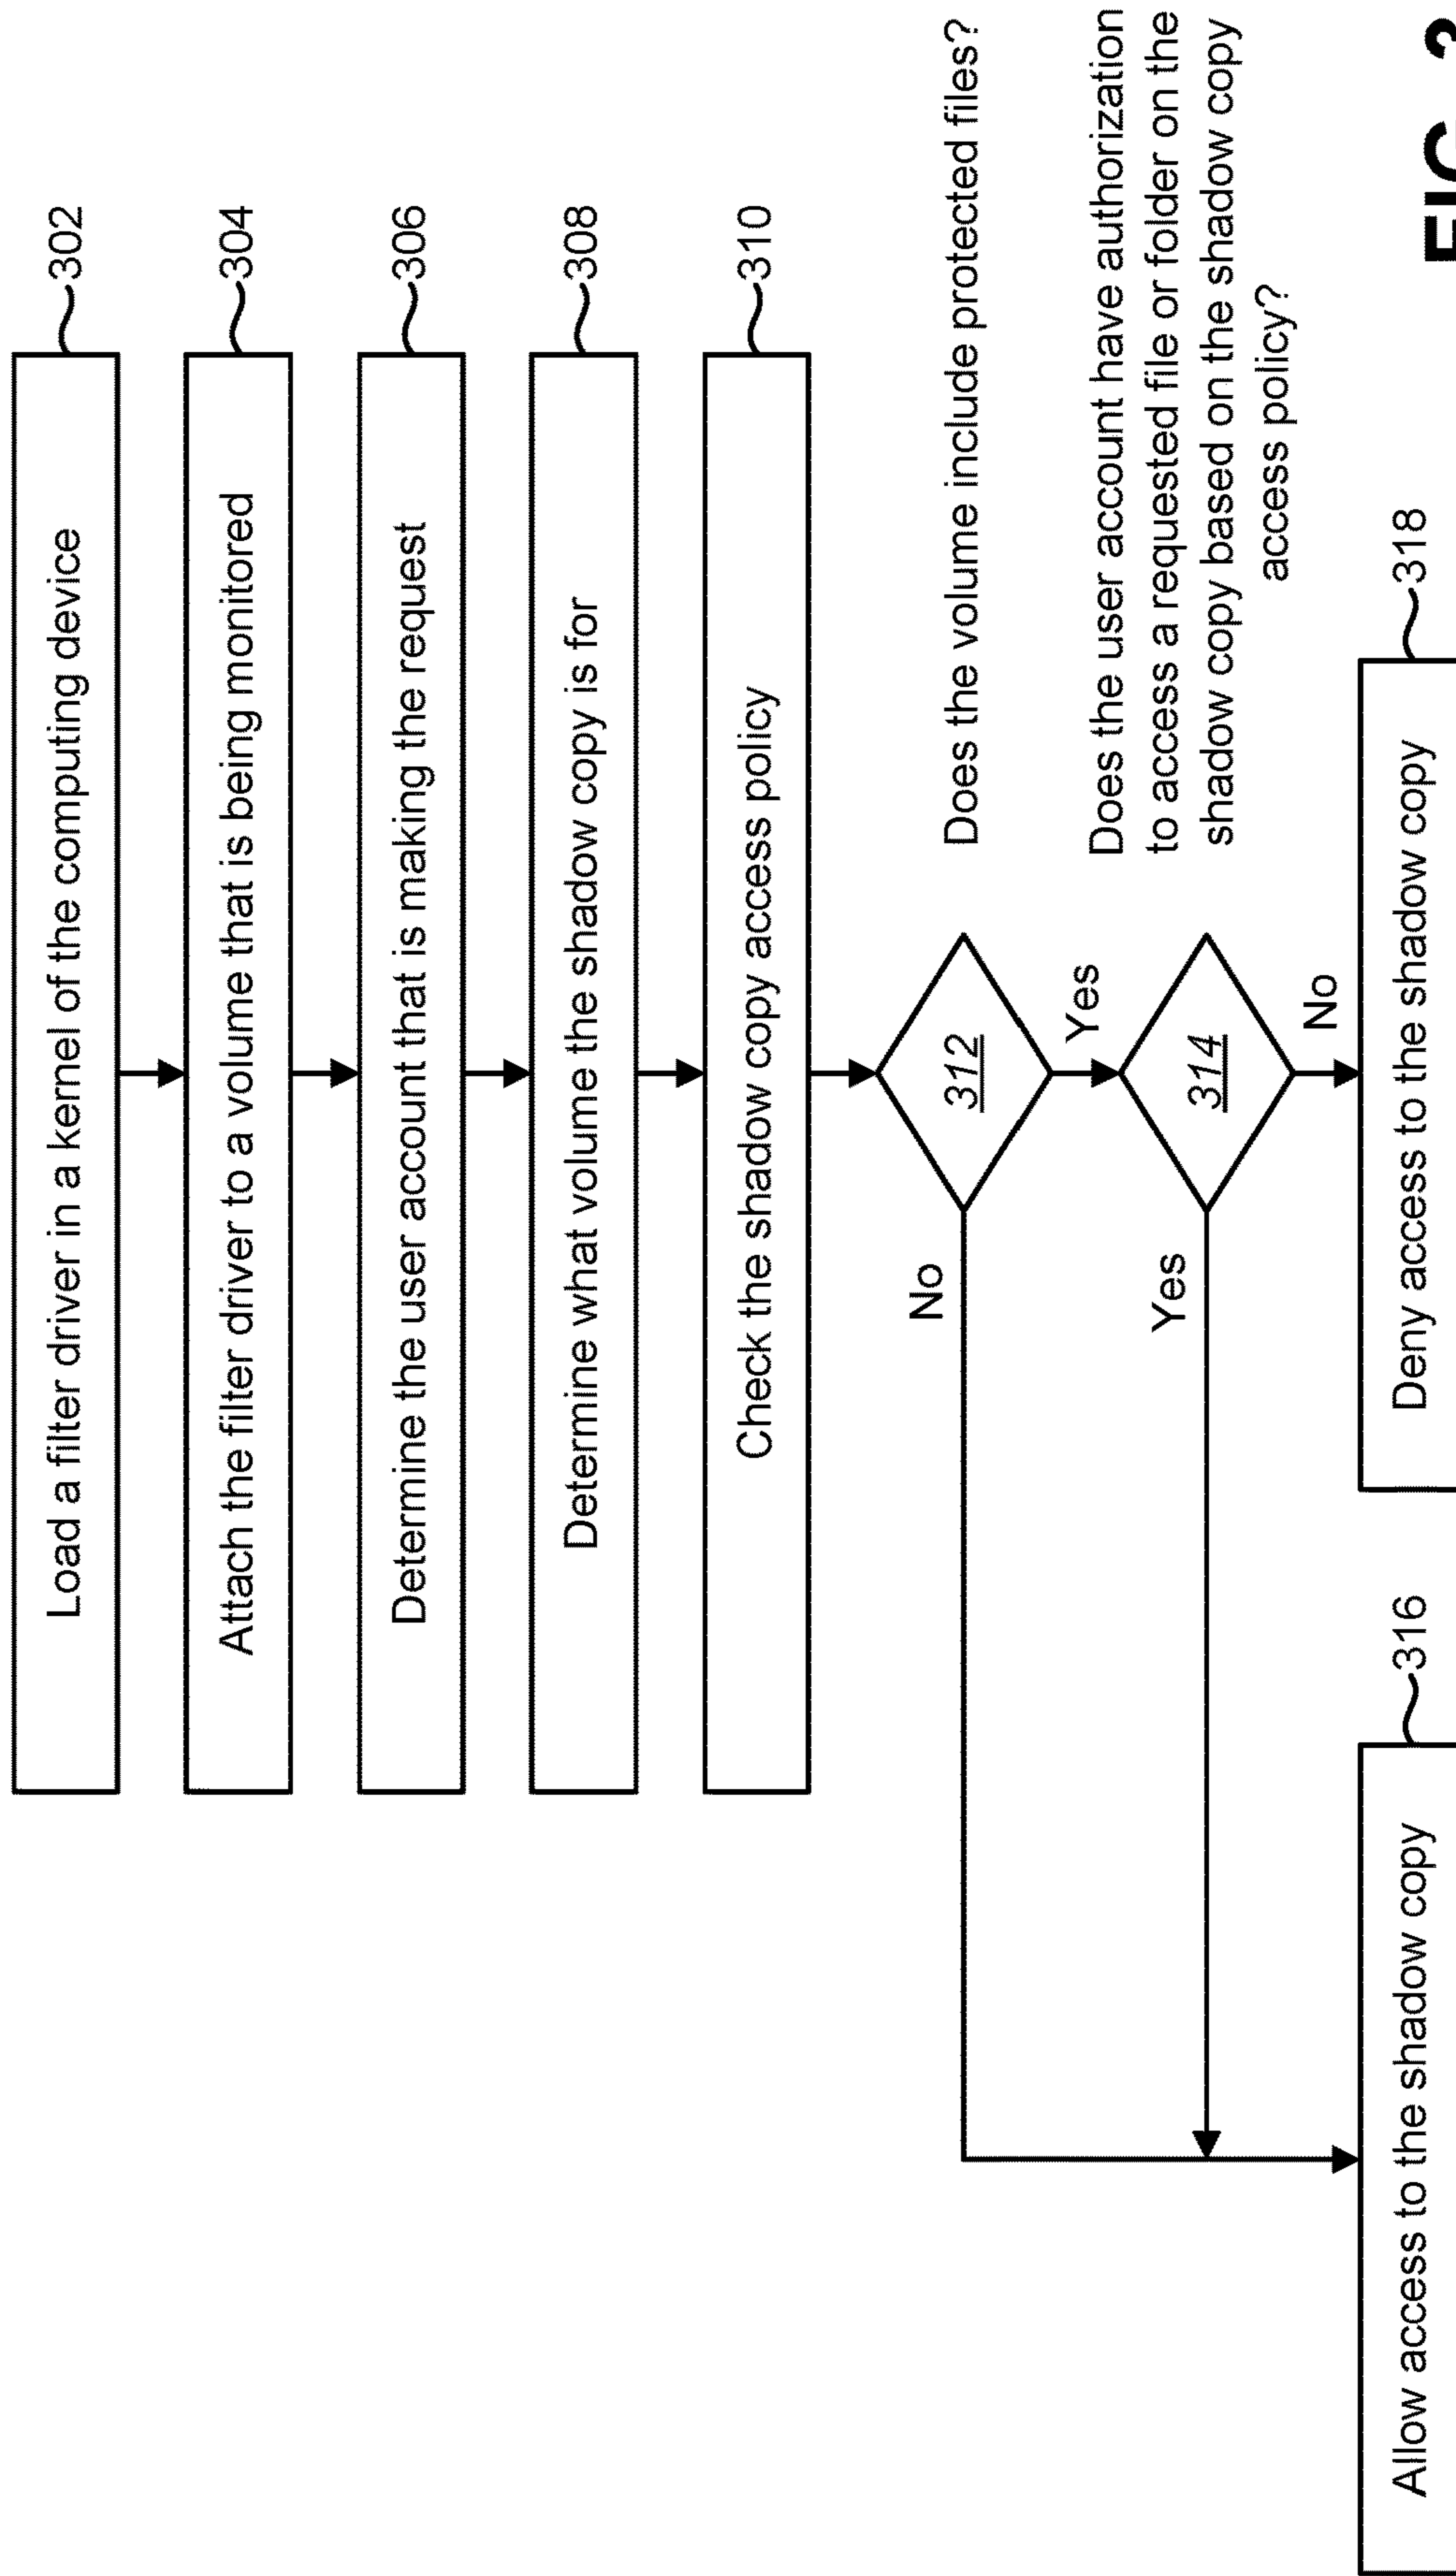 Load a filter driver in a kernel of the computing device
302
Attach the filter driver to a volume that is being monitored
304
Determine the user account that is making the request
306
Determine what volume the shadow copy is for
308
Check the shadow copy access policy
310
312
Does the volume include protected files?
No
Yes
314
Does the user account have authorization
to access a requested file or folder on the
shadow copy based on the shadow copy
access policy?
Yes
No
Allow access to the shadow copy
316
Deny access to the shadow copy
318
FIG.